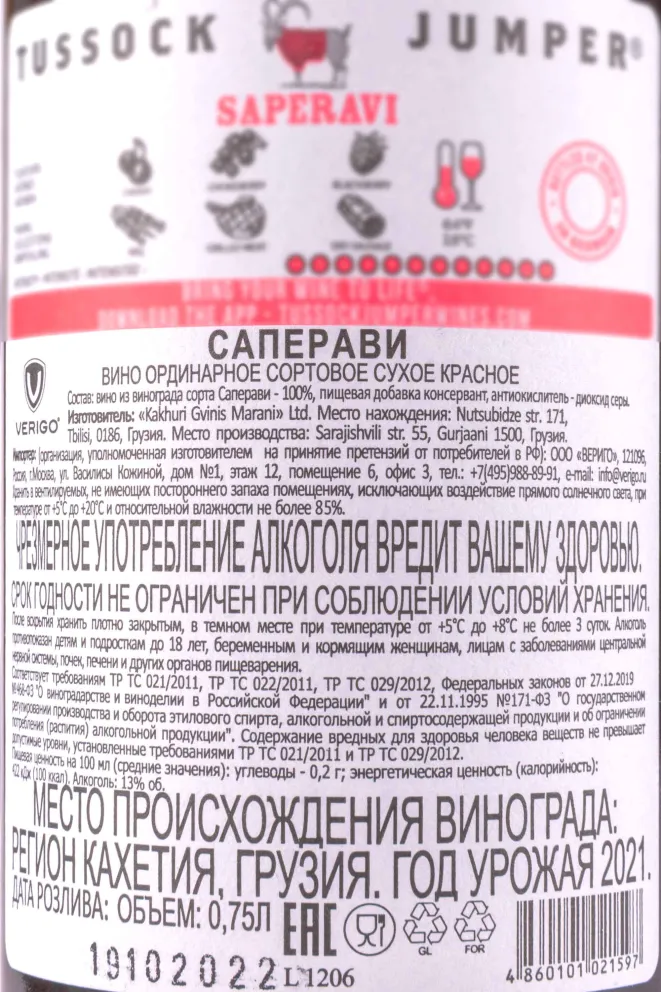 TUSSOCK JUMPER®
SAPERAVI
BRING YOUR WINE TO LIFE
DOWNLOAD THE APP - TUSSOCKJUMPERWINES.COM
САПЕРАВИ
ВИНО ОРДИНАРНОЕ СОРТОВОЕ СУХОЕ КРАСНОЕ
VERIGO®
Состав: вино из винограда сорта Саперави - 100%, пищевая добавка консервант, антиокислитель - диоксид серы.
Изготовитель: «Kakhuri Gvinis Marani» Ltd. Место нахождения: Nutsubidze str. 171,
Tbilisi, 0186, Грузия. Место производства: Sarajishvili str. 55, Gurjaani 1500, Грузия.
Импортер: (организация, уполномоченная изготовителем на принятие претензий от потребителей в РФ): ООО «ВЕРИГО», 121096,
Россия, г.Москва, ул. Василисы Кожиной, дом №1, этаж 12, помещение 6, офис 3, тел.: +7(495)988-89-91, e-mail: info@verigo.ru
Хранить в вентилируемых, не имеющих постороннего запаха помещениях, исключающих воздействие прямого солнечного света, при
температуре от +5°С до +20°С и относительной влажности не более 85%.
ЧРЕЗМЕРНОЕ УПОТРЕБЛЕНИЕ АЛКОГОЛЯ ВРЕДИТ ВАШЕМУ ЗДОРОВЬЮ.
СРОК ГОДНОСТИ НЕ ОГРАНИЧЕН ПРИ СОБЛЮДЕНИИ УСЛОВИЙ ХРАНЕНИЯ.
После вскрытия хранить плотно закрытым, в темном месте при температуре от +5°С до +8°С не более 3 суток. Алкоголь
противопоказан детям и подросткам до 18 лет, беременным и кормящим женщинам, лицам с заболеваниями центральной
нервной системы, почек, печени и других органов пищеварения.
Соответствует требованиям ТР ТС 021/2011, ТР ТС 022/2011, ТР ТС 029/2012, Федеральных законов от 27.12.2019
№468-ФЗ "О виноградарстве и виноделии в Российской Федерации" и от 22.11.1995 №171-ФЗ "О государственном
регулировании производства и оборота этилового спирта, алкогольной и спиртосодержащей продукции и об ограничении
потребления (распития) алкогольной продукции". Содержание вредных для здоровья человека веществ не превышает
допустимые уровни, установленные требованиями ТР ТС 021/2011 и ТР ТС 029/2012.
Пищевая ценность на 100 мл (средние значения): углеводы - 0,2 г; энергетическая ценность (калорийность):
422 кДж (100 ккал). Алкоголь: 13% об.
МЕСТО ПРОИСХОЖДЕНИЯ ВИНОГРАДА:
РЕГИОН КАХЕТИЯ, ГРУЗИЯ. ГОД УРОЖАЯ 2021.
ДАТА РОЗЛИВА: ОБЪЕМ: 0,75Л EAC
GL FOR
19102022 L 1206
4 860101 021597